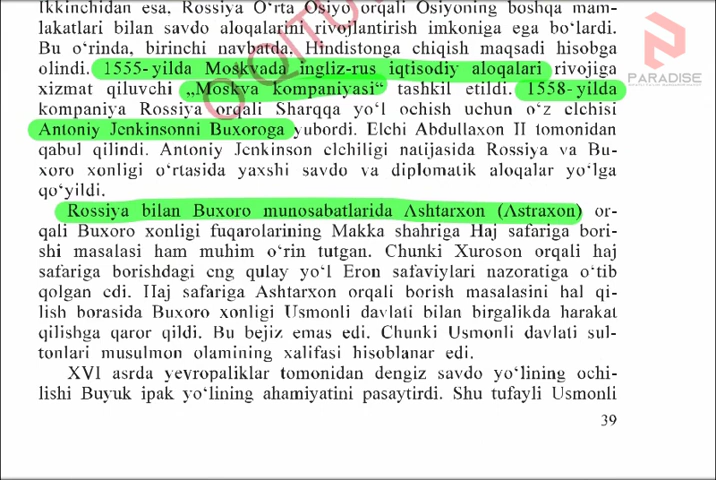 Ikkinchidan esa, Rossiya O‘rta Osiyo orqali Osiyoning boshqa mam-
lakatlari bilan savdo aloqalarini rivojlantirish imkoniga ega bo‘lardi.
Bu o‘rinda, birinchi navbatda, Hindistonga chiqish maqsadi hisobga
olindi. 1555-yilda Moskvada ingliz-rus iqtisodiy aloqalari rivojiga
xizmat qiluvchi „Moskva kompaniyasi“ tashkil etildi. 1558-yilda
kompaniya Rossiya orqali Sharqqa yo‘l ochish uchun o‘z elchisi
Antoniy Jenkinsonni Buxoroga yubordi. Elchi Abdullaxon II tomonidan
qabul qilindi. Antoniy Jenkinson elchiligi natijasida Rossiya va Bu-
xoro xonligi o‘rtasida yaxshi savdo va diplomatik aloqalar yo‘lga
qo‘yildi.
Rossiya bilan Buxoro munosabatlarida Ashtarxon (Astraxon) or-
qali Buxoro xonligi fuqarolarining Makka shahriga Haj safariga bori-
shi masalasi ham muhim o‘rin tutgan. Chunki Xuroson orqali haj
safariga borishdagi eng qulay yo‘l Eron safaviylari nazoratiga o‘tib
qolgan edi. Haj safariga Ashtarxon orqali borish masalasini hal qi-
lish borasida Buxoro xonligi Usmonli davlati bilan birgalikda harakat
qilishga qaror qildi. Bu bejiz emas edi. Chunki Usmonli davlati sul-
tonlari musulmon olamining xalifasi hisoblanar edi.
XVI asrda yevropaliklar tomonidan dengiz savdo yo‘lining ochi-
lishi Buyuk ipak yo‘lining ahamiyatini pasaytirdi. Shu tufayli Usmonli
39
PARADISE